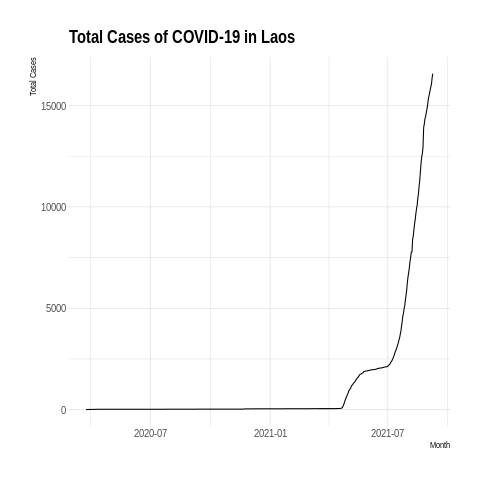 Total Cases of COVID-19 in Laos
Total Cases
15000
10000
5000
0
2020-07
2021-01
2021-07
Month